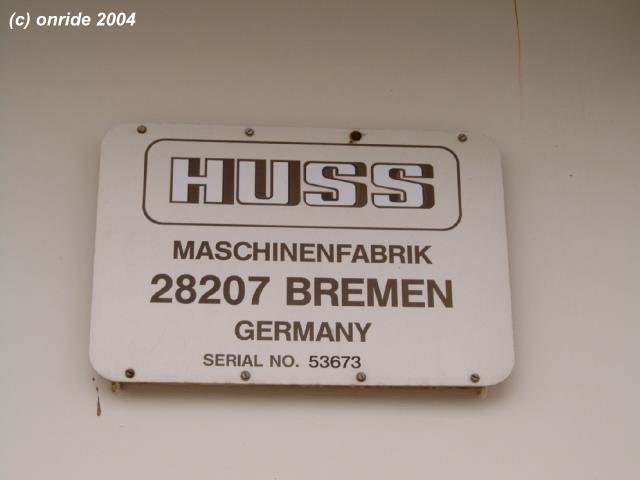 (c) onride 2004
HUSS
MASCHINENFABRIK
28207 BREMEN
GERMANY
SERIAL NO. 53673